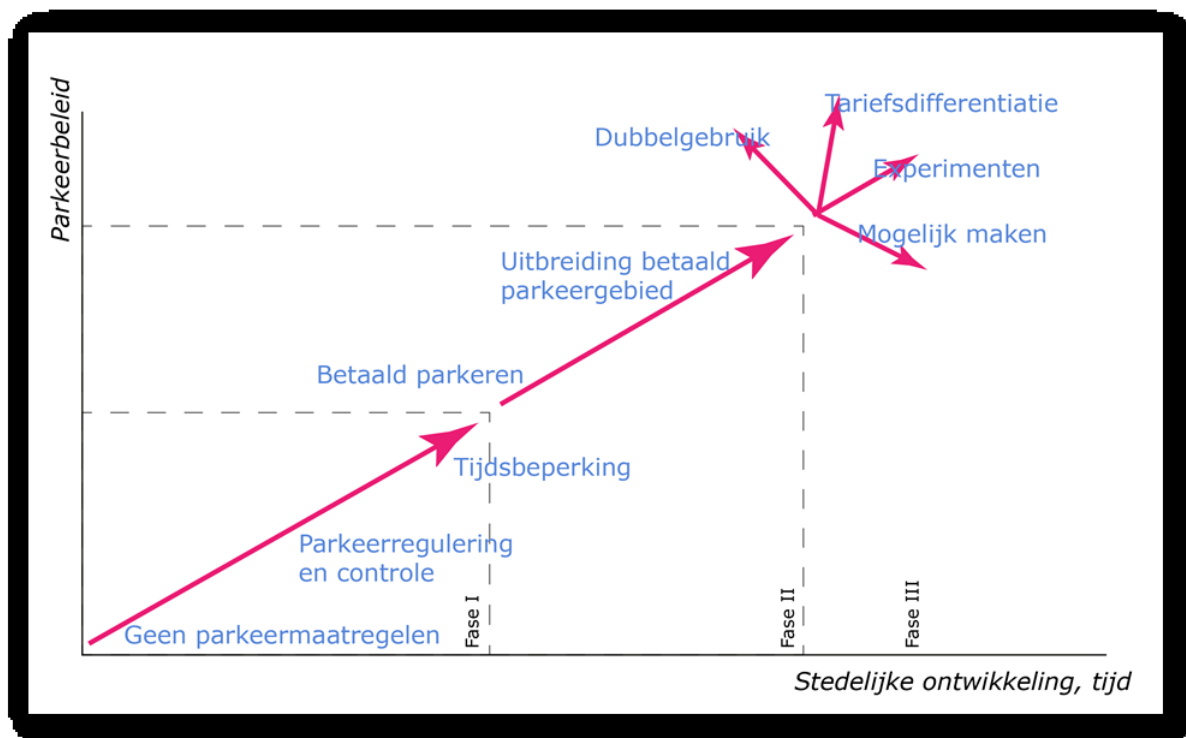 Parkeerbeleid
Tariefsdifferentiatie
Dubbelgebruik
Experimenten
Mogelijk maken
Uitbreiding betaald
parkeergebied
Betaald parkeren
Tijdsbeperking
Parkeerregulering
en controle
Geen parkeermaatregelen
Fase I
Fase II
Fase III
Stedelijke ontwikkeling, tijd